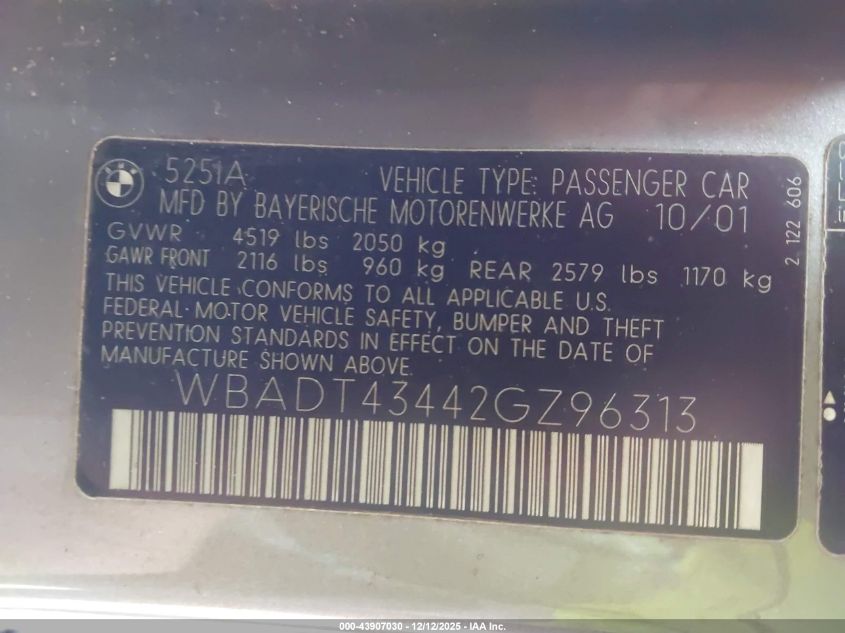 525IA VEHICLE TYPE: PASSENGER CAR
MFD BY BAYERISCHE MOTORENWERKE AG 10/01
GVWR 4519 lbs 2050 kg
GAWR FRONT 2116 lbs 960 kg REAR 2579 lbs 1170 kg
THIS VEHICLE CONFORMS TO ALL APPLICABLE U.S.
FEDERAL MOTOR VEHICLE SAFETY, BUMPER AND THEFT
PREVENTION STANDARDS IN EFFECT ON THE DATE OF
MANUFACTURE SHOWN ABOVE.
WBADT43442GZ96313
2 122 606
000-43907030 - 12/12/2025 - IAA Inc.